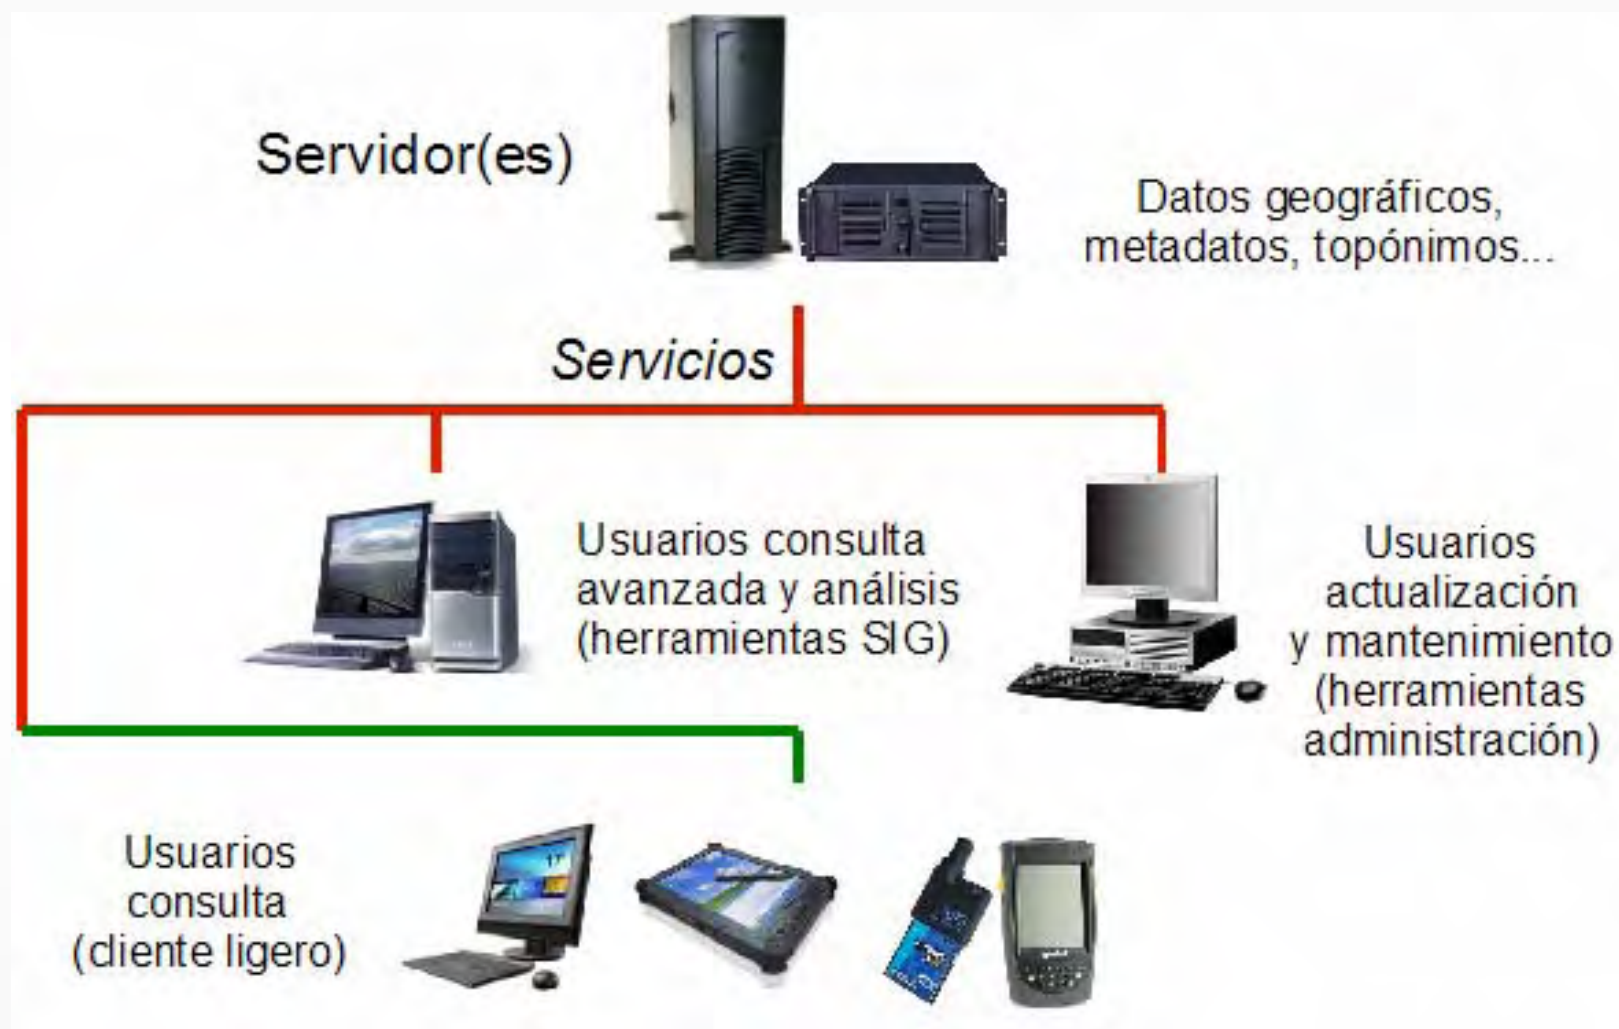 Servidor(es)
Datos geográficos,
metadatos, topónimos...
Servicios
Usuarios consulta
avanzada y análisis
(herramientas SIG)
Usuarios
actualización
y mantenimiento
(herramientas
administración)
Usuarios
consulta
(cliente ligero)
17"